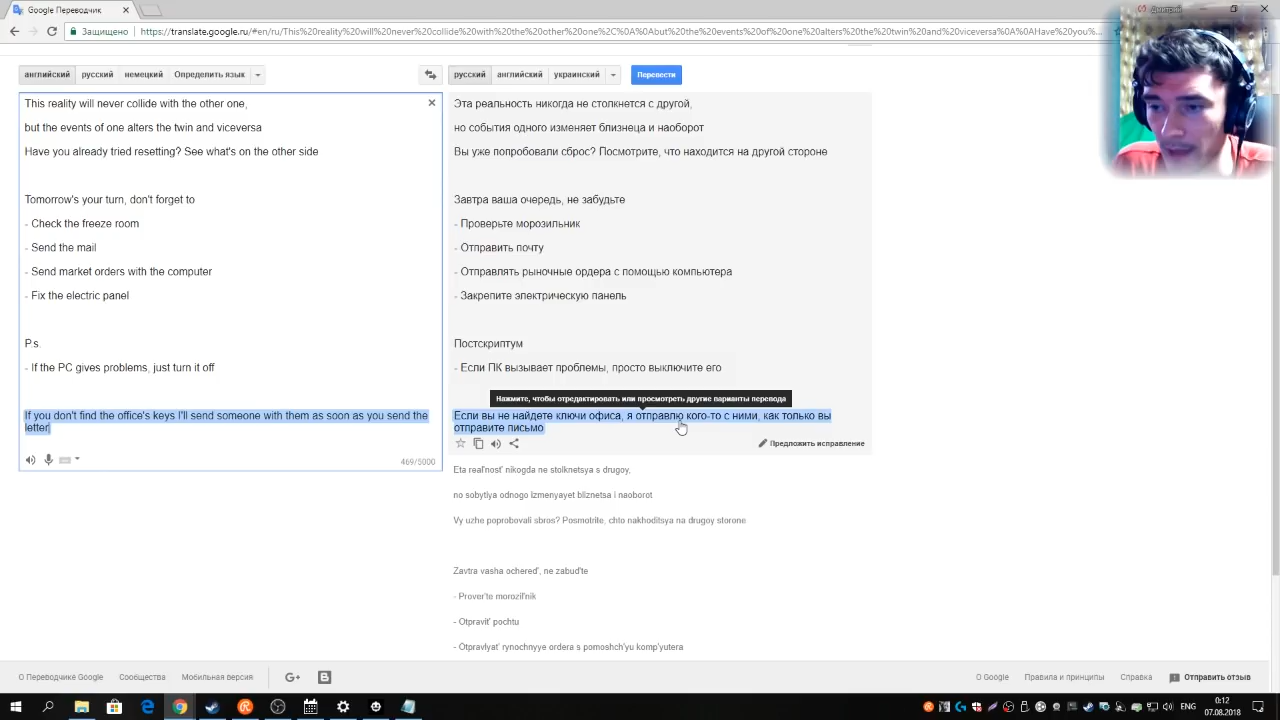 Google Переводчик
Дмитрий
Защищено
https://translate.google.ru/#en/ru/This%20reality%20will%20never%20collide%20with%20the%20other%20one%2C%0A%0Abut%20the%20events%20of%20one%20alters%20the%20twin%20and%20viceversa%0A%0AHave%20you%...
английский русский немецкий Определить язык
русский английский украинский Перевести
This reality will never collide with the other one,
but the events of one alters the twin and viceversa
Have you already tried resetting? See what's on the other side
Tomorrow's your turn, don't forget to
- Check the freeze room
- Send the mail
- Send market orders with the computer
- Fix the electric panel
P.s.
- If the PC gives problems, just turn it off
If you don't find the office's keys I'll send someone with them as soon as you send the
letter
469/5000
Эта реальность никогда не столкнется с другой,
но события одного изменяет близнеца и наоборот
Вы уже попробовали сброс? Посмотрите, что находится на другой стороне
Завтра ваша очередь, не забудьте
- Проверьте морозильник
- Отправить почту
- Отправлять рыночные ордера с помощью компьютера
- Закрепите электрическую панель
Постскриптум
- Если ПК вызывает проблемы, просто выключите его
Нажмите, чтобы отредактировать или просмотреть другие варианты перевода
Если вы не найдете ключи офиса, я отправлю кого-то с ними, как только вы
отправите письмо
Предложить исправление
Eta real'nost' nikogda ne stolknetsya s drugoy,
no sobytiya odnogo izmenyayet bliznetsa i naoborot
Vy uzhe poprobovali sbros? Posmotrite, chto nakhoditsya na drugoy storone
Zavtra vasha ochered', ne zabud'te
- Prover'te morozil'nik
- Otpravit' pochtu
- Otpravlyat' rynochnyye ordera s pomoshch'yu komp'yutera
О Переводчике Google Сообщества Мобильная версия G+ B О Google Правила и принципы Справка Отправить отзыв
ENG 0:12
07.08.2018